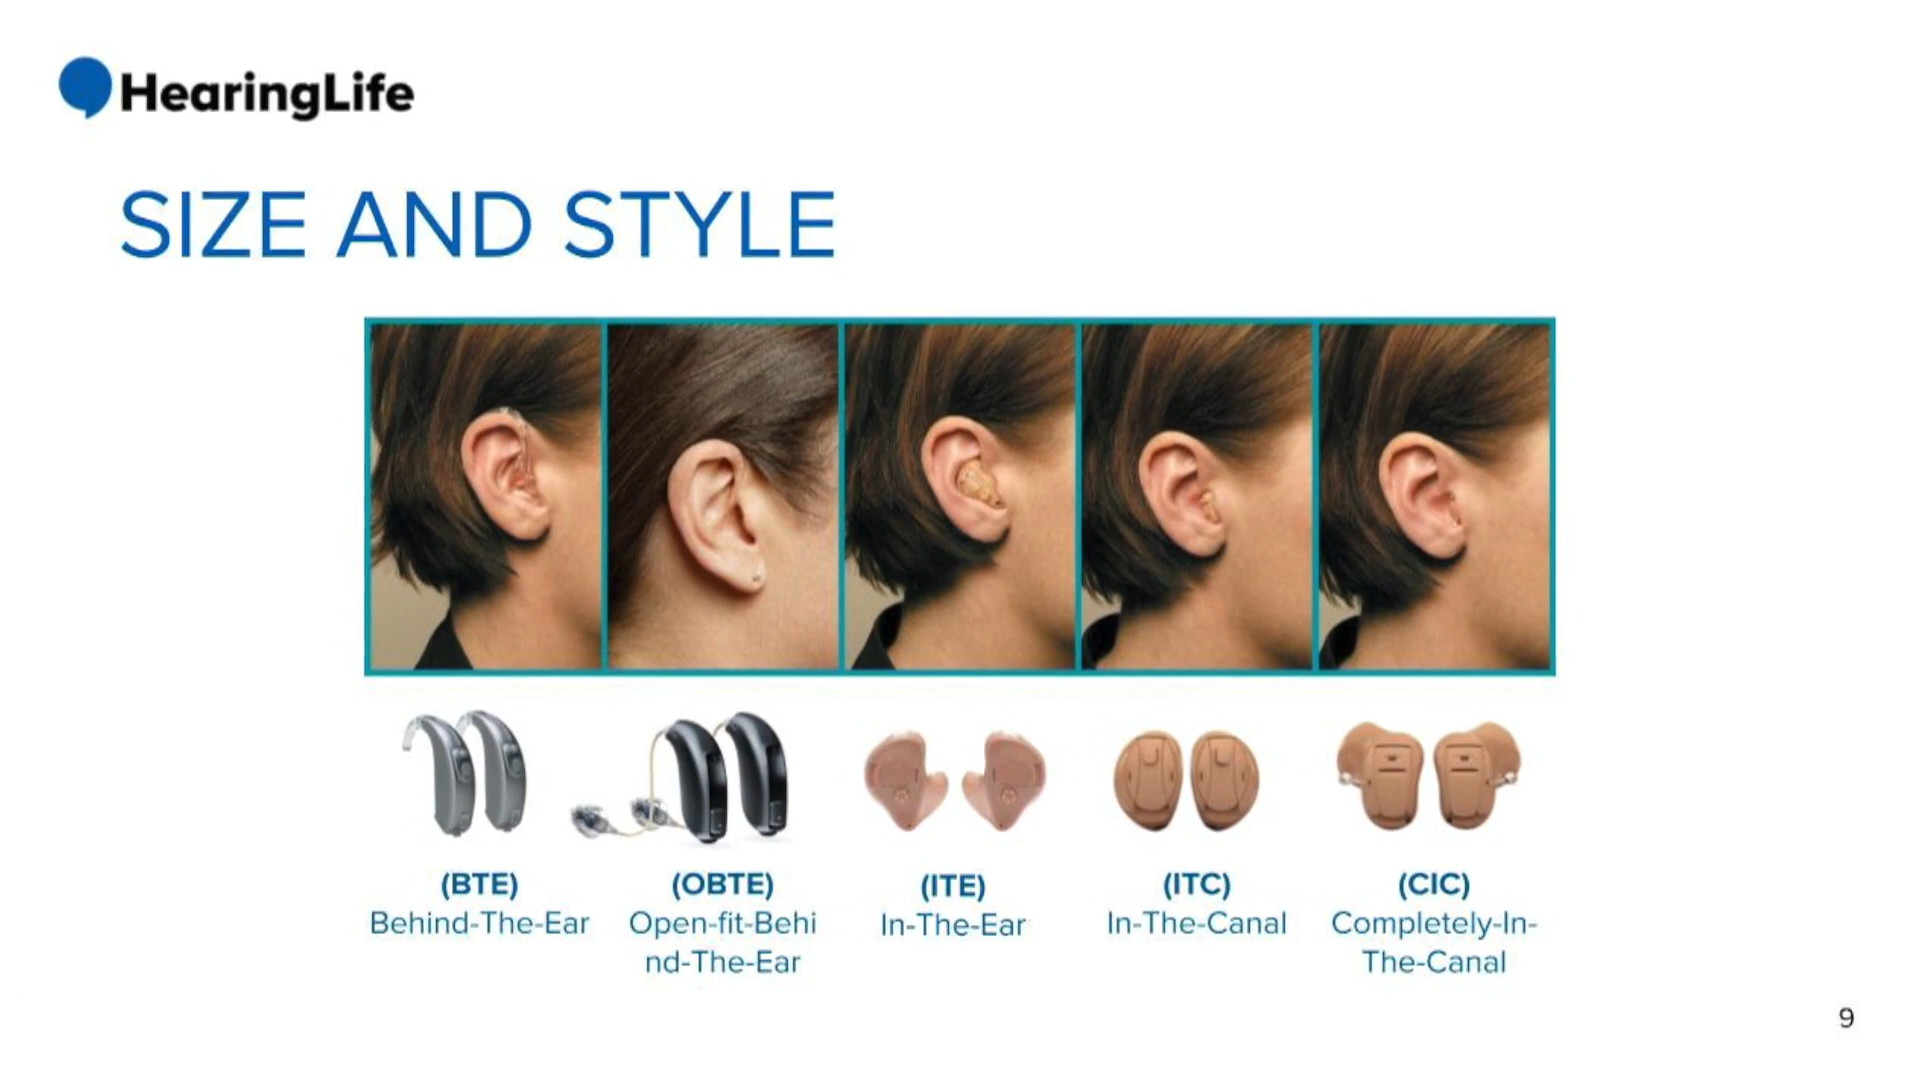 HearingLife
SIZE AND STYLE
(BTE)
Behind-The-Ear
(OBTE)
Open-fit-Behi
nd-The-Ear
(ITE)
In-The-Ear
(ITC)
In-The-Canal
(CIC)
Completely-In-
The-Canal
9